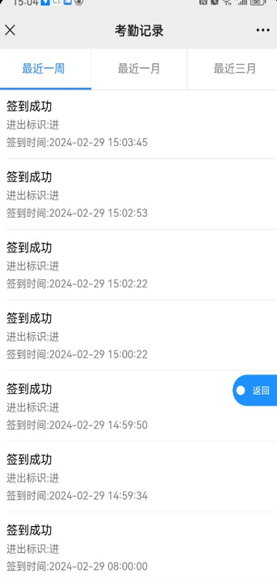 15:04
考勤记录
最近一周 最近一月 最近三月
签到成功
进出标识:进
签到时间:2024-02-29 15:03:45
签到成功
进出标识:进
签到时间:2024-02-29 15:02:53
签到成功
进出标识:进
签到时间:2024-02-29 15:02:22
签到成功
进出标识:进
签到时间:2024-02-29 15:00:22
返回
签到成功
进出标识:进
签到时间:2024-02-29 14:59:50
签到成功
进出标识:进
签到时间:2024-02-29 14:59:34
签到成功
进出标识:进
签到时间:2024-02-29 08:00:00